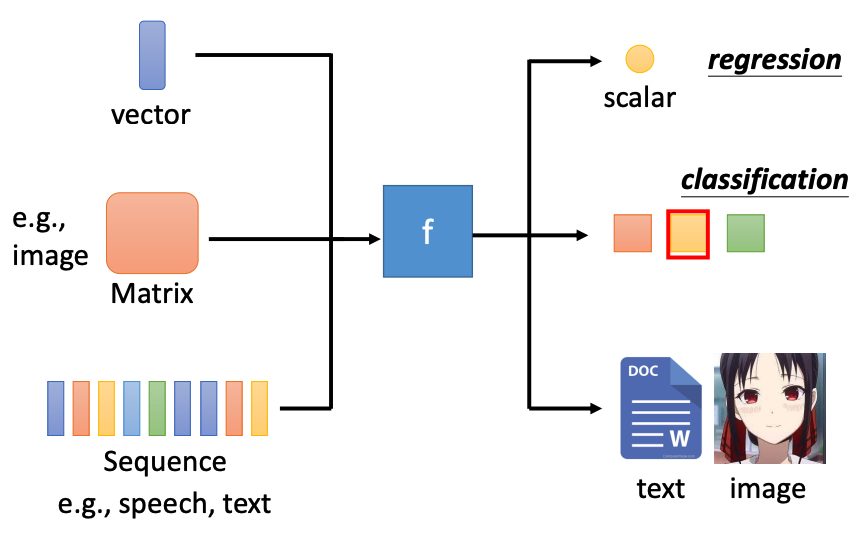 vector
e.g.,
image
Matrix
Sequence
e.g., speech, text
f
scalar
regression
classification
DOC
W
text
image